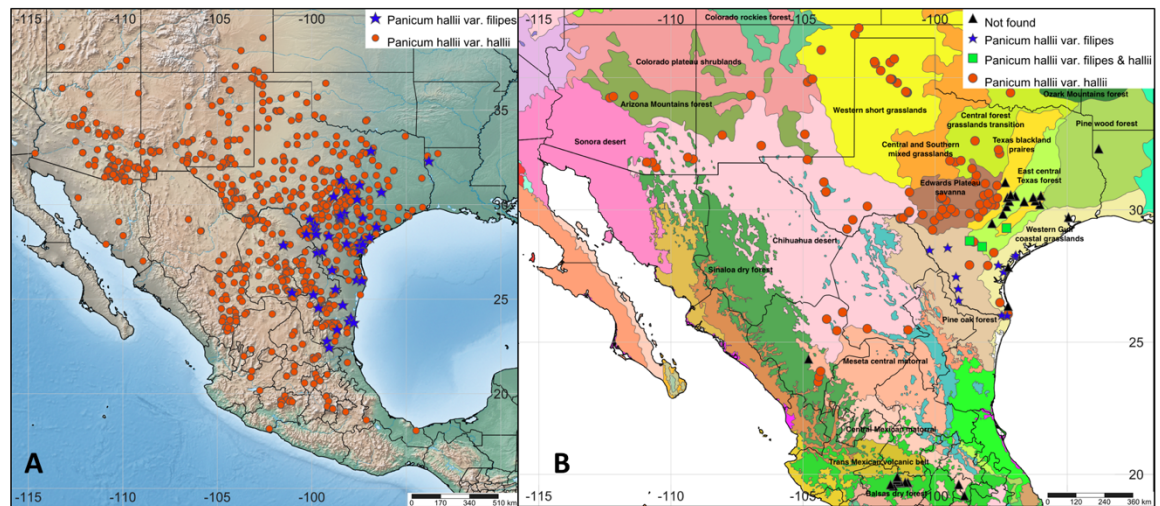 -115
-110
-105
-100
Panicum hallii var. filipes
Panicum hallii var. hallii
35
30
25
20
A
-115
-110
-105
-100
0 170 340 510 km
-115
-110
-105
-100
Not found
Panicum hallii var. filipes
Panicum hallii var. filipes & hallii
Panicum hallii var. hallii
Colorado rockies forest
Colorado plateau shrublands
Arizona Mountains forest
Western short grasslands
Ozark Mountains forest
Central forest
grasslands transition
Pine wood forest
Texas blackland
praires
Sonora desert
Central and Southern
mixed grasslands
East central
Texas forest
Edwards Plateau
savanna
30
Western Gulf
coastal grasslands
Chihuahua desert
Sinaloa dry forest
Pine oak forest
25
Meseta central matorral
Central Mexican matorral
Trans Mexican volcanic belt
Balsas dry forest
20
B
-115
-110
-105
-100
0 120 240 360
km